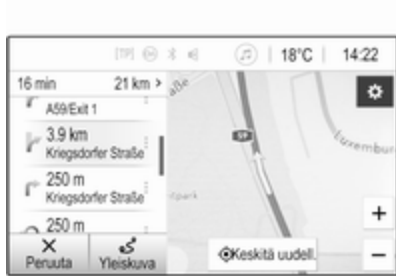 [TP]
18°C
14:22
16 min
21 km >
A59/Exit 1
3.9 km
Kriegsdorfer Straße
250 m
Kriegsdorfer Straße
250 m
Peruuta
Yleiskuva
59
Luxembur
Keskitä uudell.
+
−